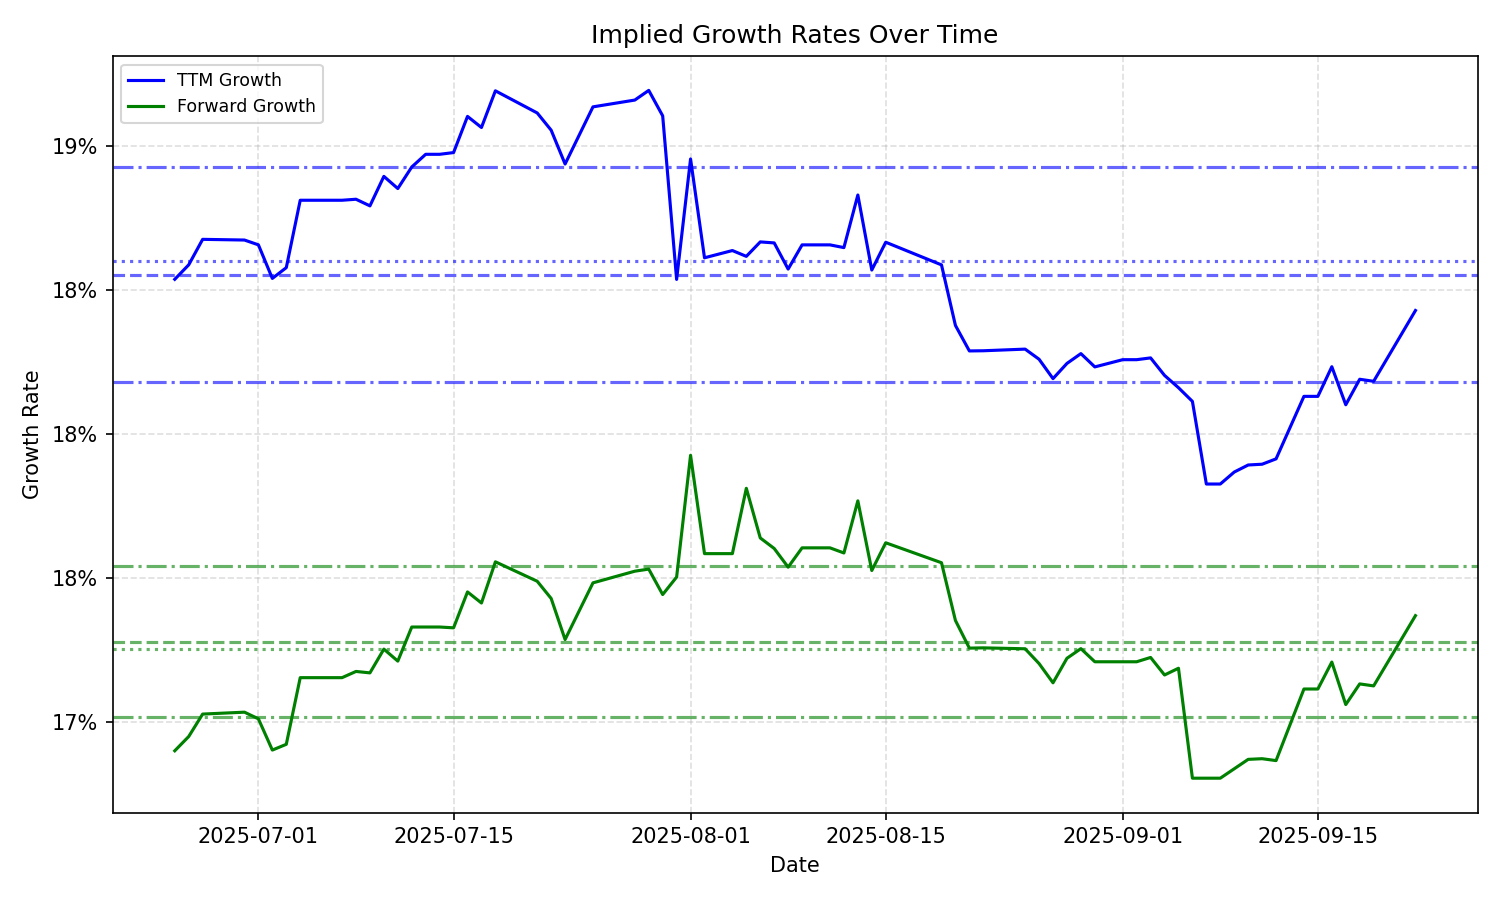 Implied Growth Rates Over Time
TTM Growth
Forward Growth
19%
18%
18%
18%
17%
Growth Rate
2025-07-01
2025-07-15
2025-08-01
2025-08-15
2025-09-01
2025-09-15
Date